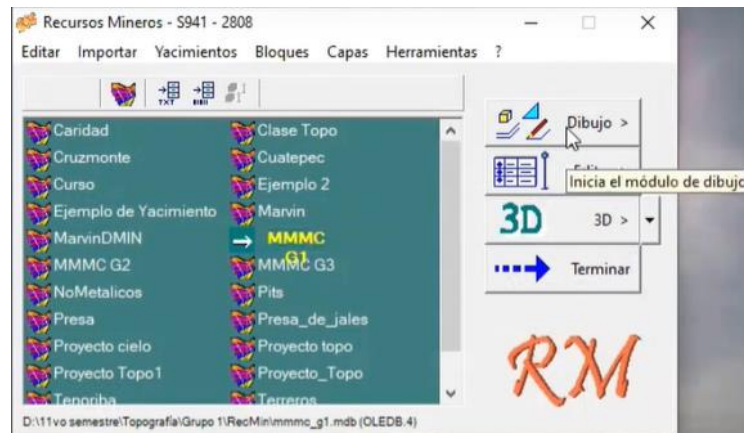 Recursos Mineros - S941 - 2808
Editar Importar Yacimientos Bloques Capas Herramientas ?
TXT
Caridad Clase Topo
Cruzmonte Cuatepec
Curso Ejemplo 2
Ejemplo de Yacimiento Marvin
MarvinDMIN MMMC G1
MMMC G2 MMMC G3
NoMetalicos Pits
Presa Presa_de_jales
Proyecto cielo Proyecto topo
Proyecto Topo1 Proyecto_Topo
Tenoriba Terreros
Dibujo >
Inicia el módulo de dibujo
3D 3D >
Terminar
RM
D:\11vo semestre\Topografía\Grupo 1\RecMin\mmmc_g1.mdb (OLEDB.4)